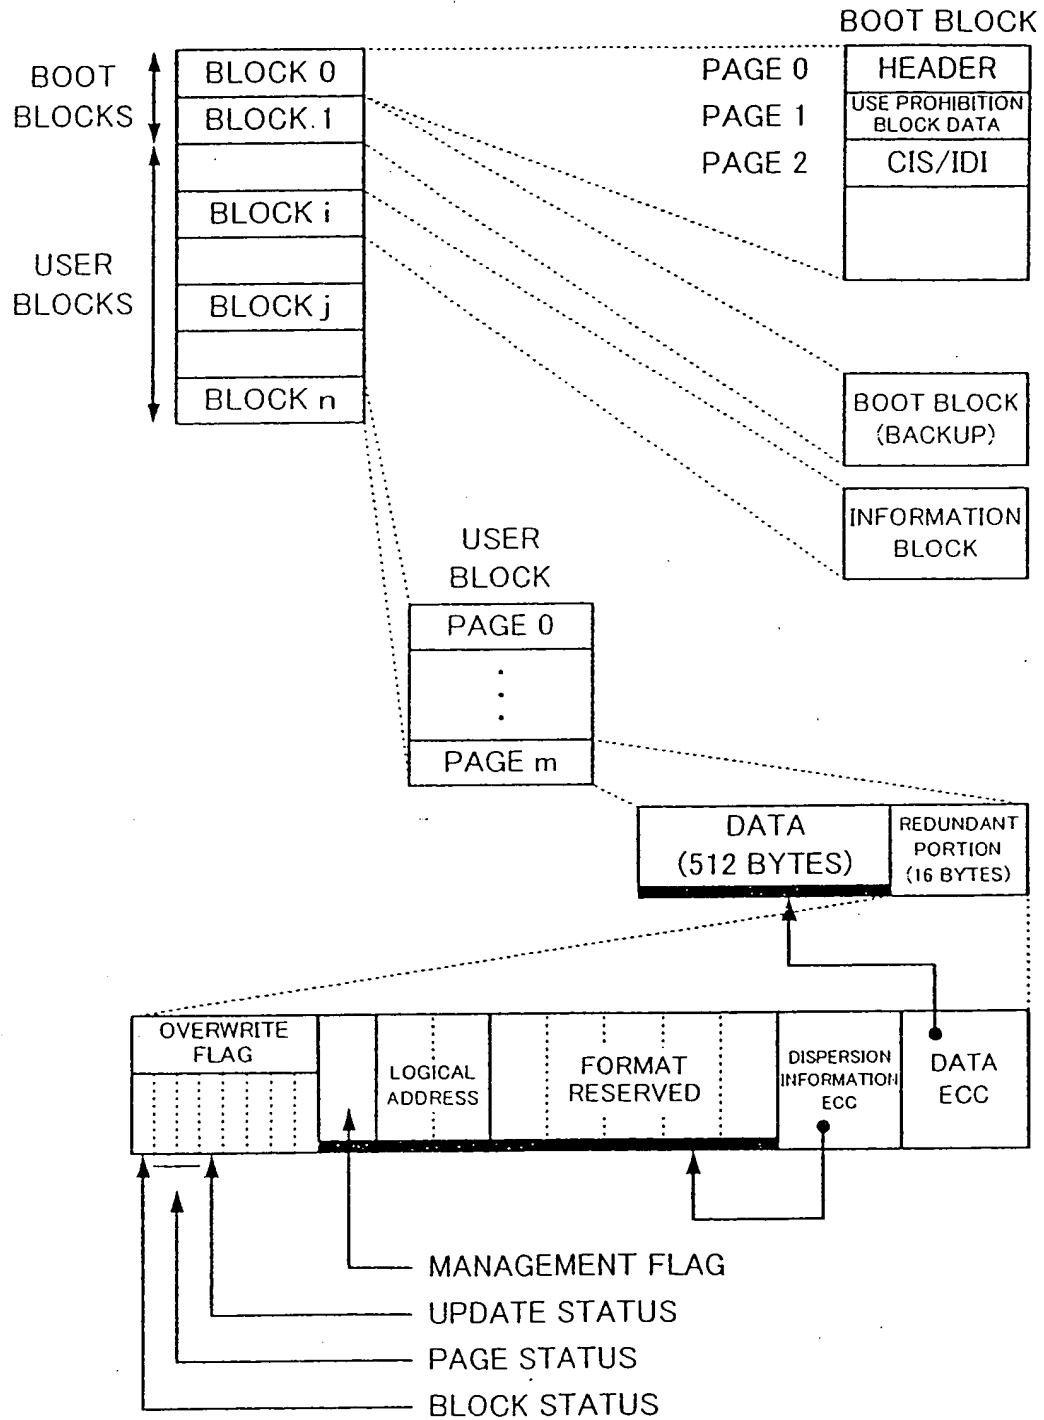 BOOT BLOCK
BOOT
BLOCKS
USER
BLOCKS
BLOCK 0
BLOCK.1
BLOCK i
BLOCK j
BLOCK n
PAGE 0
PAGE 1
PAGE 2
HEADER
USE PROHIBITION
BLOCK DATA
CIS/IDI
BOOT BLOCK
(BACKUP)
INFORMATION
BLOCK
USER
BLOCK
PAGE 0
PAGE m
DATA
(512 BYTES)
REDUNDANT
PORTION
(16 BYTES)
OVERWRITE
FLAG
LOGICAL
ADDRESS
FORMAT
RESERVED
DISPERSION
INFORMATION
ECC
DATA
ECC
MANAGEMENT FLAG
UPDATE STATUS
PAGE STATUS
BLOCK STATUS